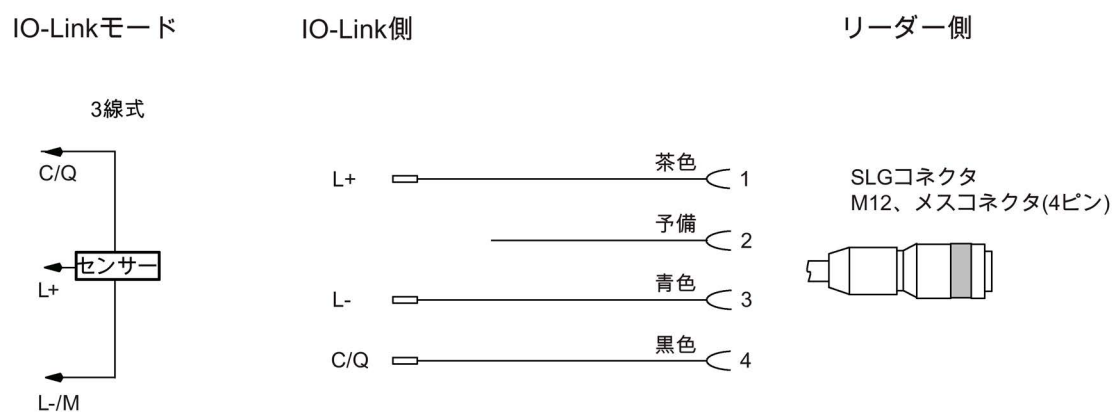 IO-Linkモード
IO-Link側
リーダー側
3線式
C/Q
センサー
L+
L-/M
L+
茶色
1
予備
2
L-
青色
3
C/Q
黒色
4
SLGコネクタ
M12、メスコネクタ(4ピン)